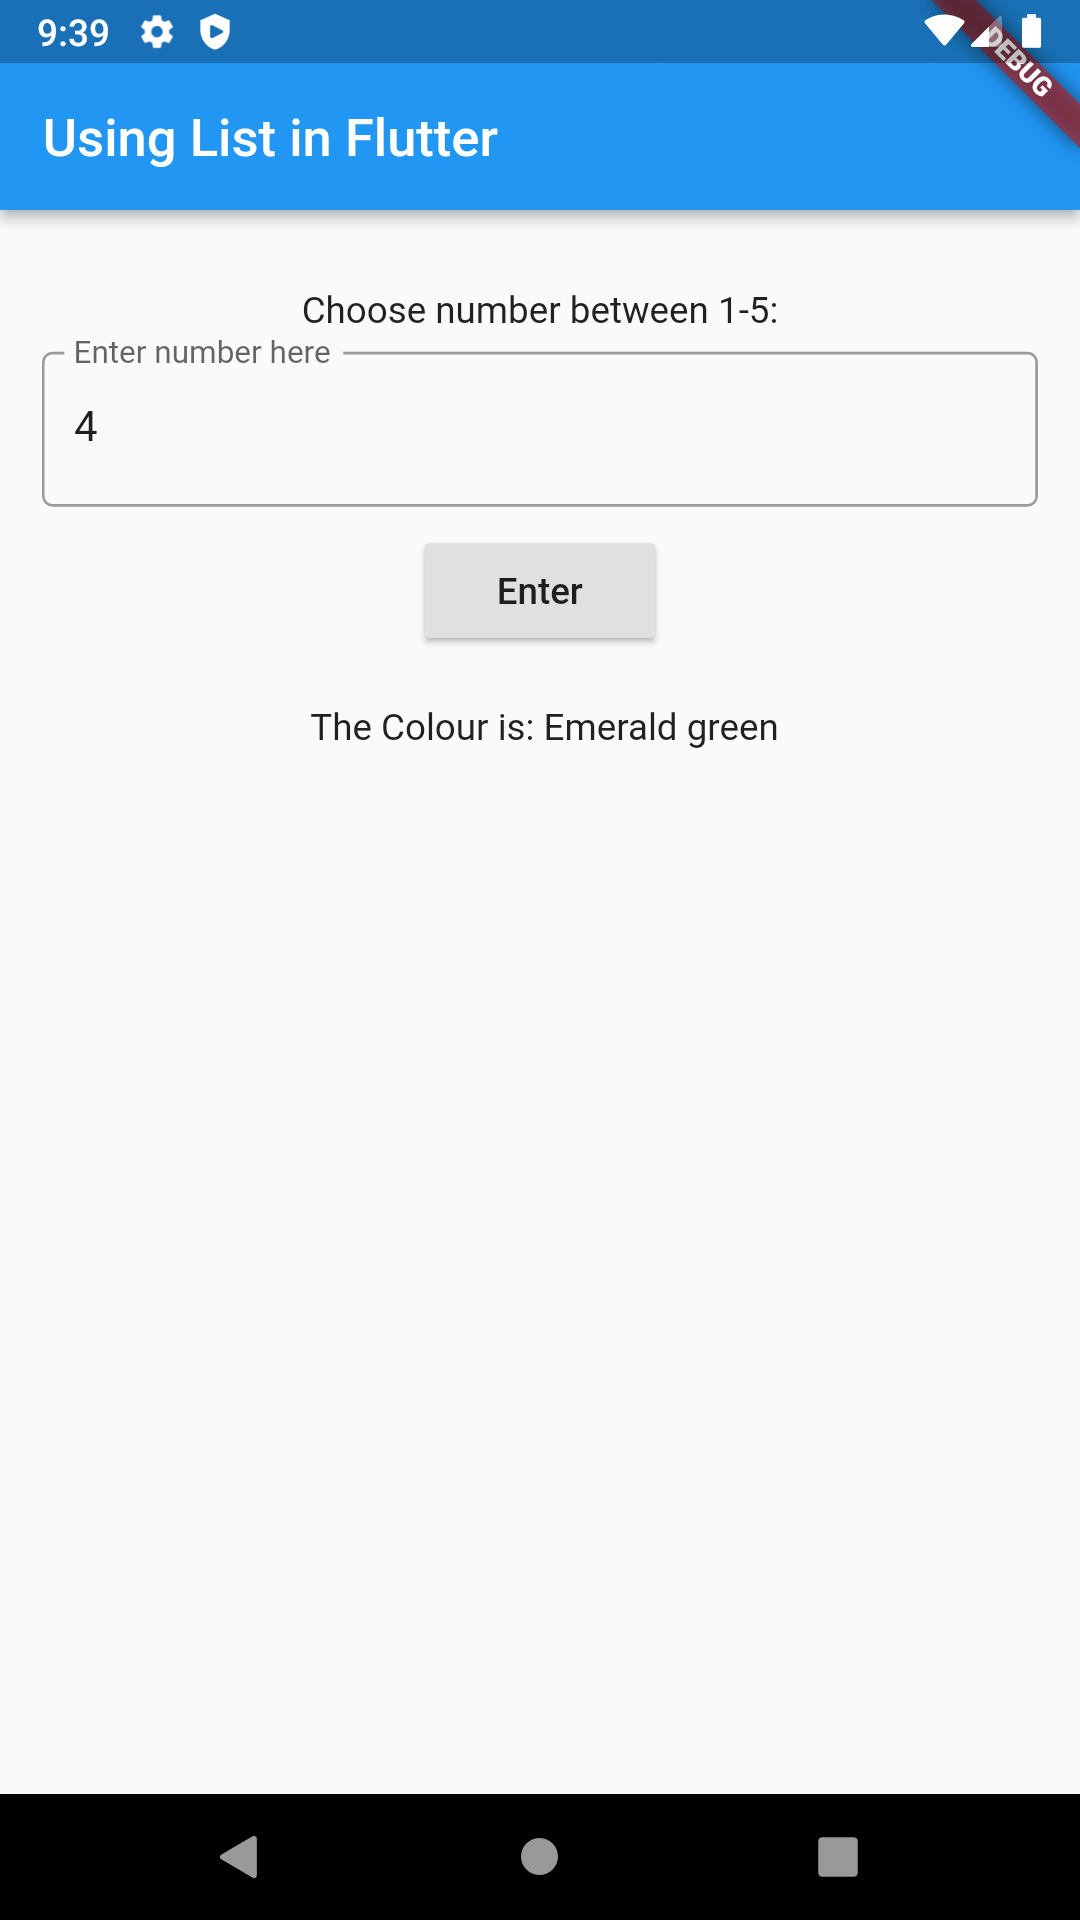 9:39
DEBUG
Using List in Flutter
Choose number between 1-5:
Enter number here
4
Enter
The Colour is: Emerald green